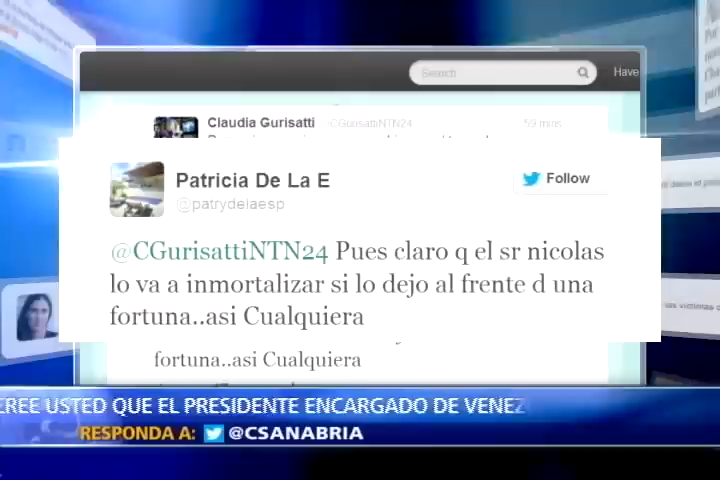 Search
Have
Claudia Gurisatti @CGurisattiNTN24 59 mins
Patricia De La E
@patrydelaesp
Follow
@CGurisattiNTN24 Pues claro q el sr nicolas
lo va a inmortalizar si lo dejo al frente d una
fortuna..asi Cualquiera
fortuna..asi Cualquiera
CREE USTED QUE EL PRESIDENTE ENCARGADO DE
RESPONDA A: @CSANABRIA